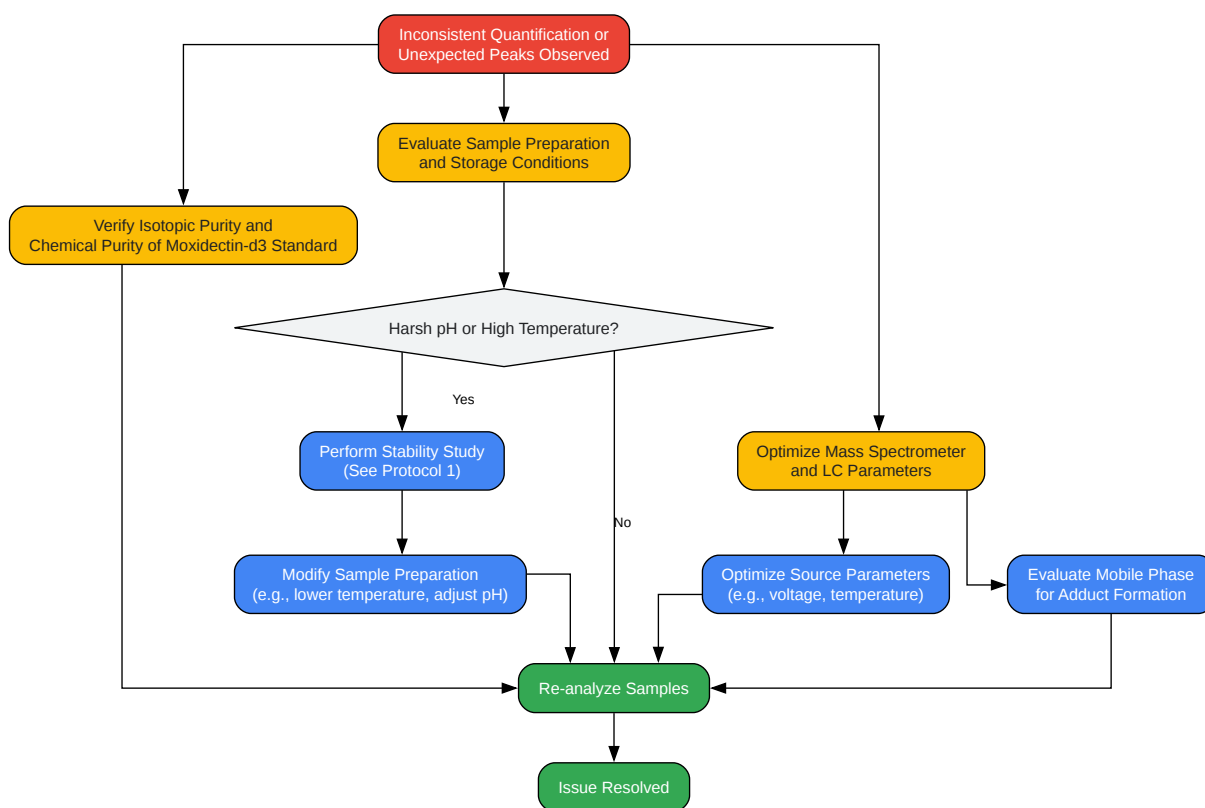 Inconsistent Quantification or
Unexpected Peaks Observed
Evaluate Sample Preparation
and Storage Conditions
Verify Isotopic Purity and
Chemical Purity of Moxidectin-d3 Standard
Harsh pH or High Temperature?
Yes
Perform Stability Study
(See Protocol 1)
Optimize Mass Spectrometer
and LC Parameters
No
Modify Sample Preparation
(e.g., lower temperature, adjust pH)
Optimize Source Parameters
(e.g., voltage, temperature)
Evaluate Mobile Phase
for Adduct Formation
Re-analyze Samples
Issue Resolved